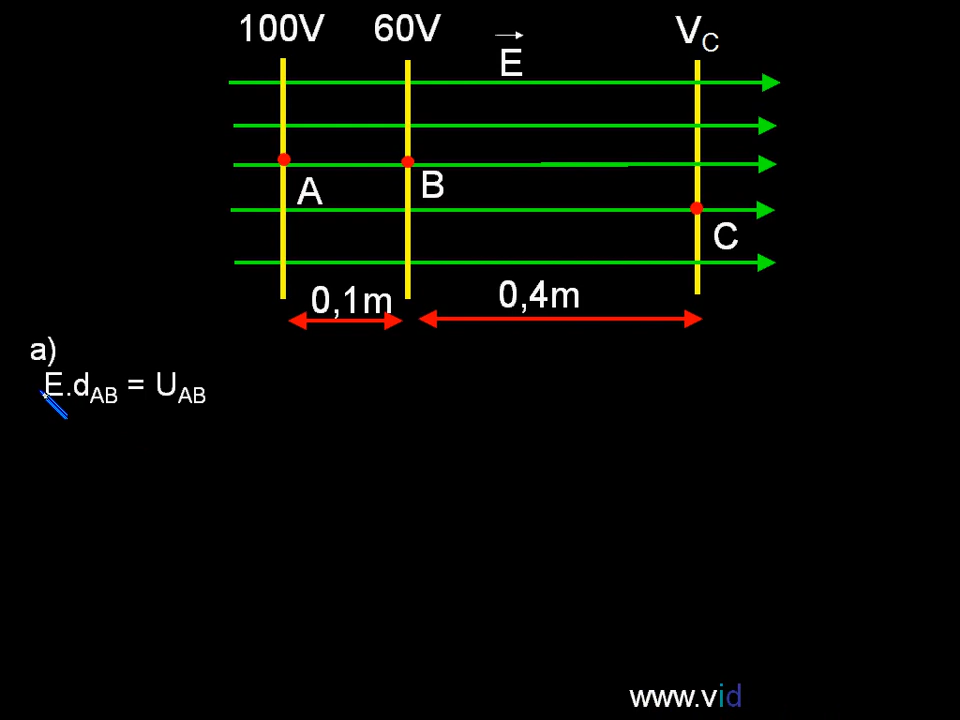 100V 60V E V_C
A B
C
0,1m 0,4m
a)
E.d_AB = U_AB
www.vid